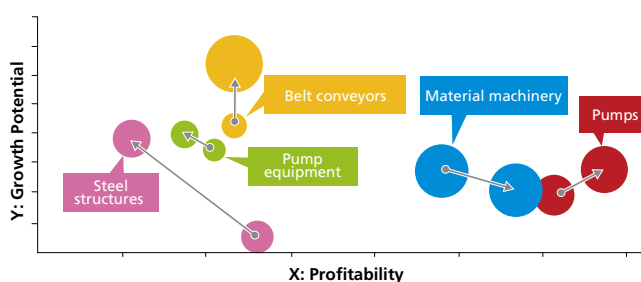 Y: Growth Potential
Belt conveyors
Material machinery
Pumps
Pump
equipment
Steel
structures
X: Profitability